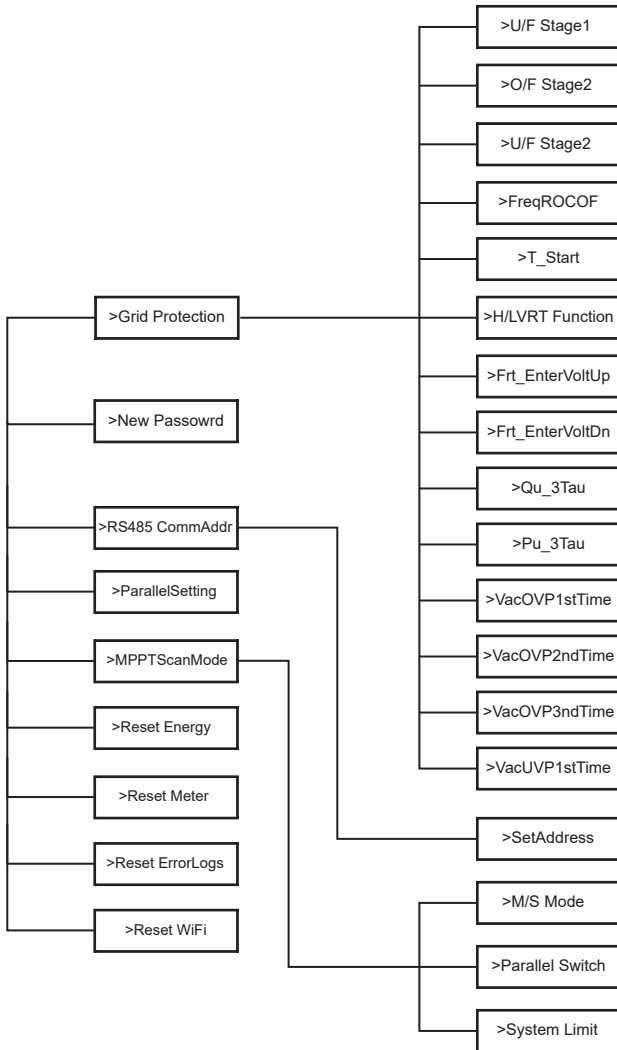 >U/F Stage1
>O/F Stage2
>U/F Stage2
>FreqROCOF
>T_Start
>Grid Protection
>H/LVRT Function
>Frt_EnterVoltUp
>New Passowrd
>Frt_EnterVoltDn
>Qu_3Tau
>RS485 CommAddr
>Pu_3Tau
>ParallelSetting
>VacOVP1stTime
>MPPTScanMode
>VacOVP2ndTime
>Reset Energy
>VacOVP3ndTime
>VacUVP1stTime
>Reset Meter
>SetAddress
>Reset ErrorLogs
>M/S Mode
>Reset WiFi
>Parallel Switch
>System Limit